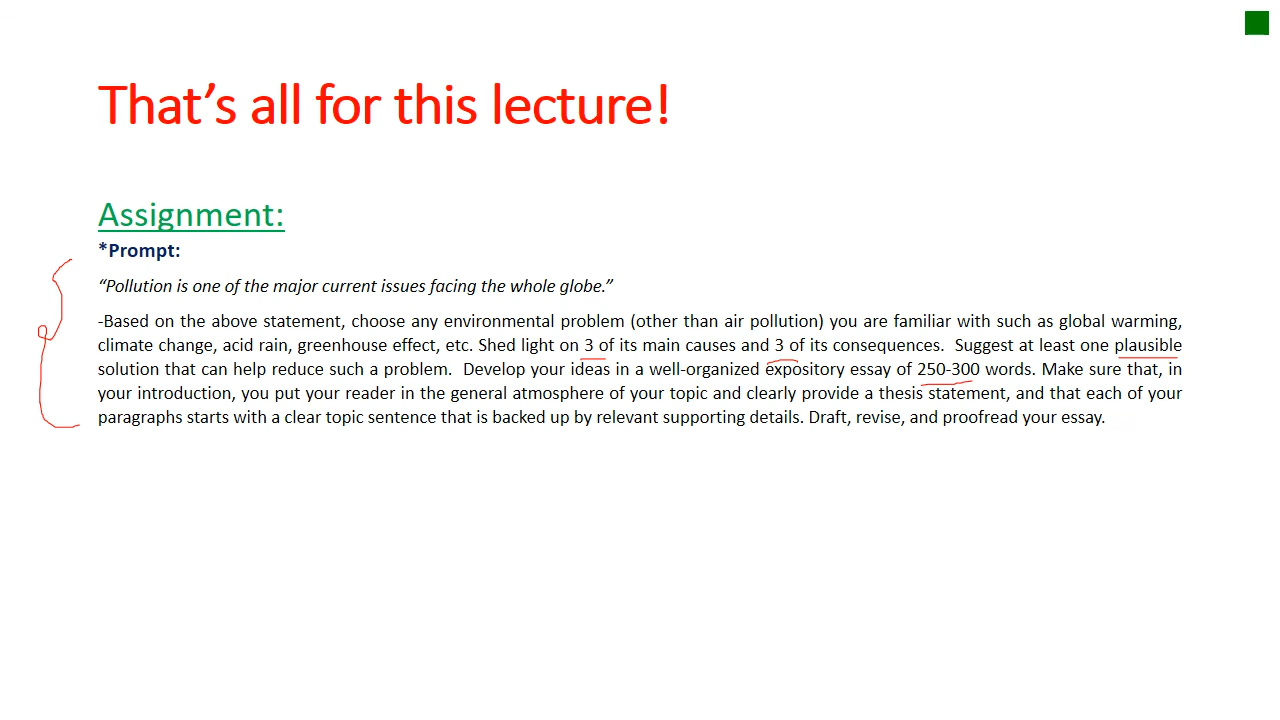 That’s all for this lecture!
Assignment:
*Prompt:
“Pollution is one of the major current issues facing the whole globe.”
-Based on the above statement, choose any environmental problem (other than air pollution) you are familiar with such as global warming,
climate change, acid rain, greenhouse effect, etc. Shed light on 3 of its main causes and 3 of its consequences.  Suggest at least one plausible
solution that can help reduce such a problem.  Develop your ideas in a well-organized expository essay of 250-300 words. Make sure that, in
your introduction, you put your reader in the general atmosphere of your topic and clearly provide a thesis statement, and that each of your
paragraphs starts with a clear topic sentence that is backed up by relevant supporting details. Draft, revise, and proofread your essay.